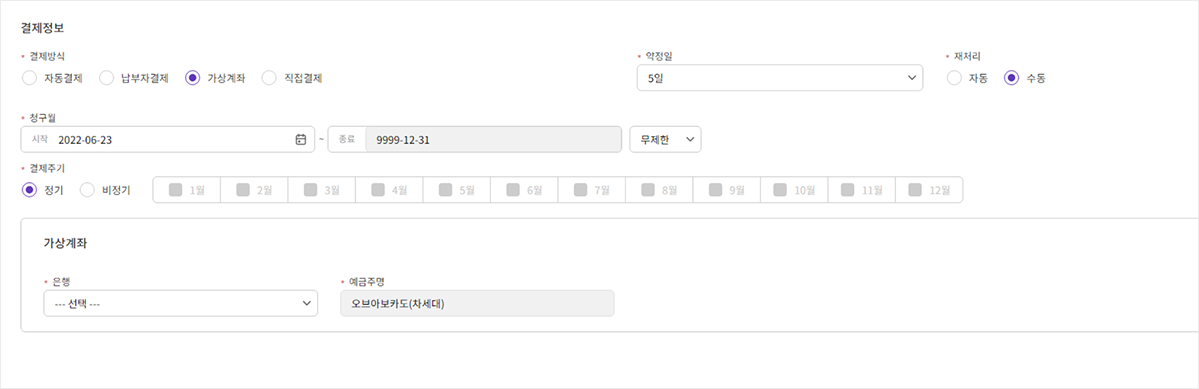 결제정보
* 결제방식
자동결제 납부자결제 가상계좌 직접결제
* 약정일
5일
* 재처리
자동 수동
* 청구월
시작 2022-06-23 ~ 종료 9999-12-31 무제한
* 결제주기
정기 비정기 1월 2월 3월 4월 5월 6월 7월 8월 9월 10월 11월 12월
가상계좌
* 은행
--- 선택 ---
* 예금주명
오브아보카도(차세대)